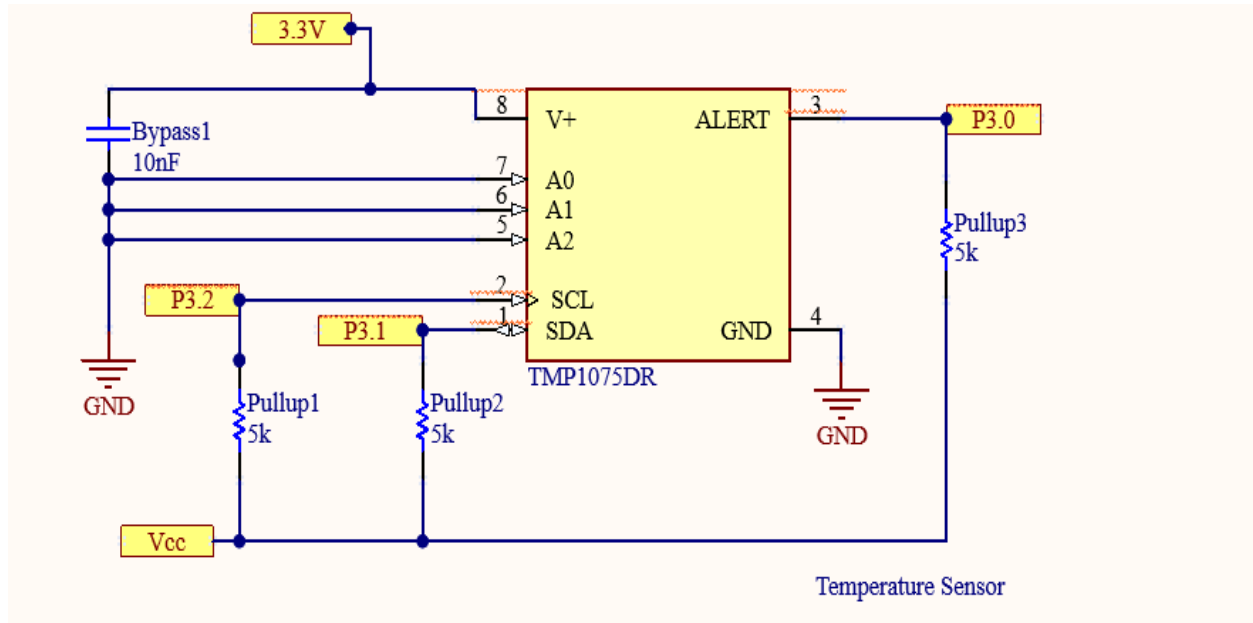 3.3V
8
V+
ALERT
3
P3.0
Bypass1
10nF
7
A0
6
A1
5
A2
Pullup3
5k
P3.2
2
SCL
P3.1
1
SDA
GND
4
TMP1075DR
GND
Pullup1
5k
Pullup2
5k
GND
Vcc
Temperature Sensor